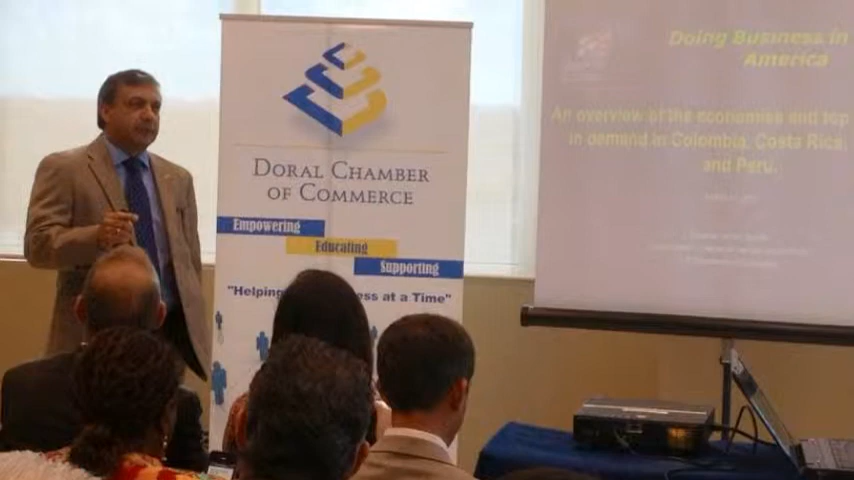 DORAL CHAMBER
OF COMMERCE
Empowering
Educating
Supporting
"Helping ess at a Time"
Doing Business in
America
An overview of the economies and top
in demand in Colombia, Costa Rica,
and Peru.